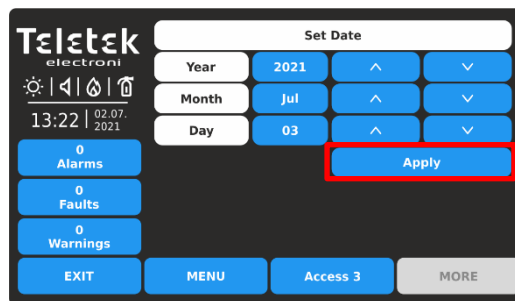 Teletek
electroni
Set Date
Year 2021
Month Jul
Day 03
13:22 | 02.07.
2021
Apply
0
Alarms
0
Faults
0
Warnings
EXIT MENU Access 3 MORE